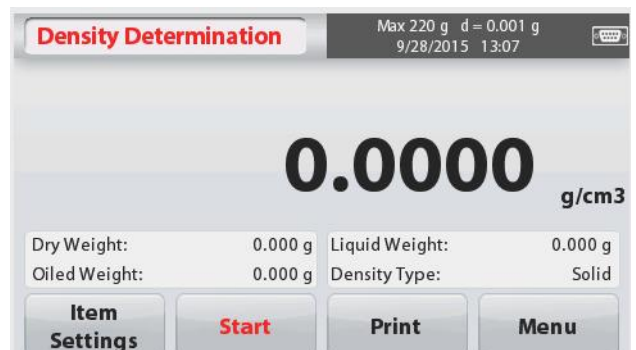 Density Determination
Max 220 g d = 0.001 g
9/28/2015 13:07
0.0000
g/cm3
Dry Weight: 0.000 g Liquid Weight: 0.000 g
Oiled Weight: 0.000 g Density Type: Solid
Item
Settings
Start
Print
Menu